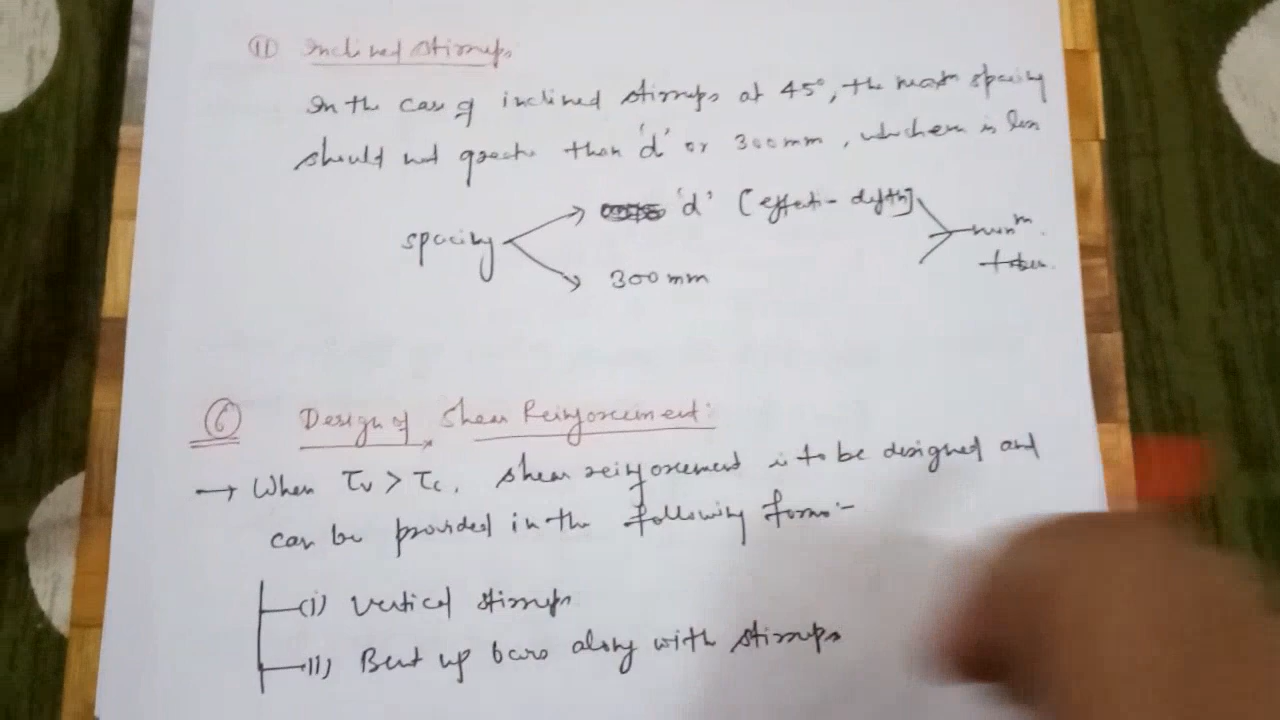 (ii) Inclined stirrups
In the case of inclined stirrups at 45°, the maxm spacing
should not greater than 'd' or 300mm, whichever is less
'd' [effective depth]
spacing
minm.
taken.
300mm
6 Design of Shear Reinforcement:
→ When τv > τc, shear reinforcement is to be designed and
can be provided in the following forms:-
(i) Vertical stirrups
(ii) Bent up bars along with stirrups